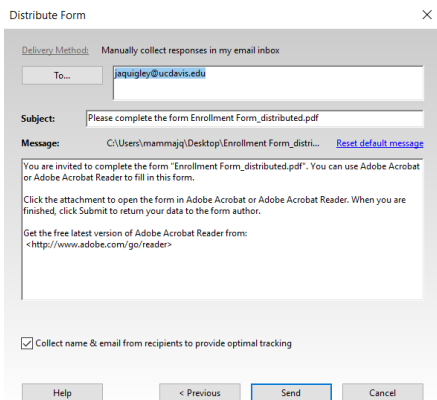 Distribute Form
Delivery Method: Manually collect responses in my email inbox
To... jaquigley@ucdavis.edu
Subject: Please complete the form Enrollment Form_distributed.pdf
Message: C:\Users\mammajq\Desktop\Enrollment Form_distri... Reset default message
You are invited to complete the form "Enrollment Form_distributed.pdf". You can use Adobe Acrobat
or Adobe Acrobat Reader to fill in this form.
Click the attachment to open the form in Adobe Acrobat or Adobe Acrobat Reader. When you are
finished, click Submit to return your data to the form author.
Get the free latest version of Adobe Acrobat Reader from:
<http://www.adobe.com/go/reader>
Collect name & email from recipients to provide optimal tracking
Help < Previous Send Cancel